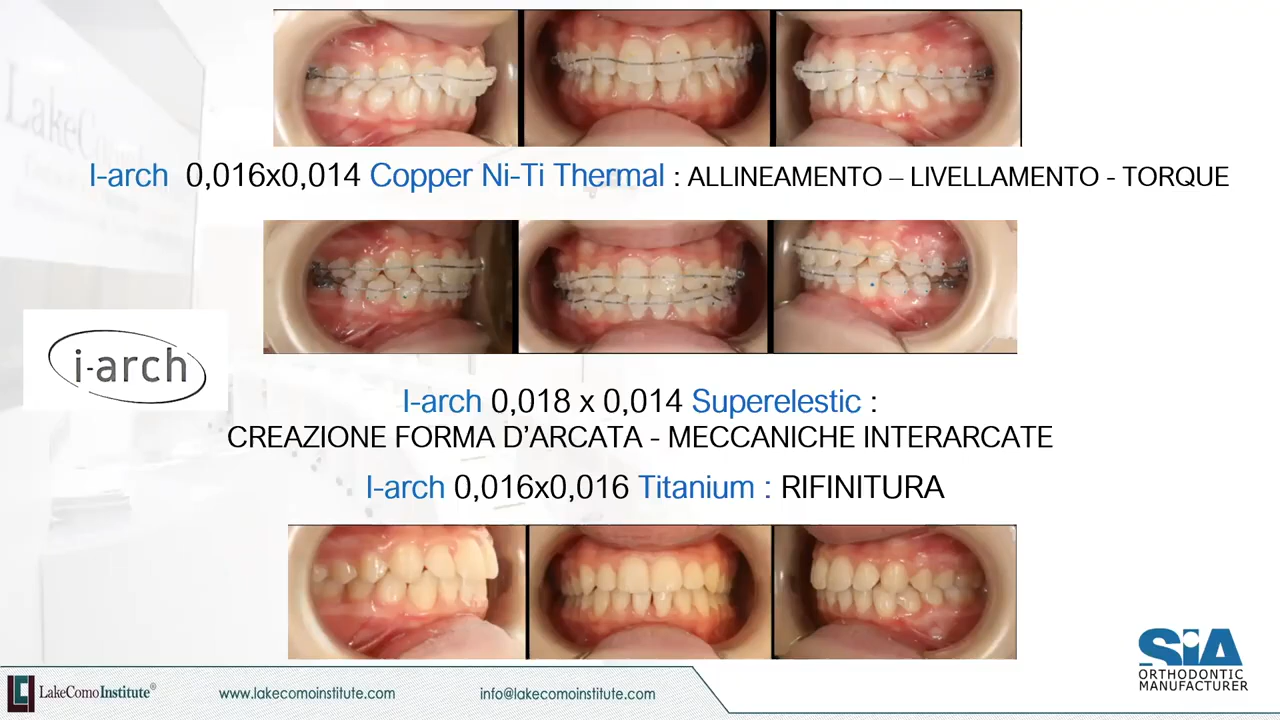 I-arch 0,016x0,014 Copper Ni-Ti Thermal : ALLINEAMENTO – LIVELLAMENTO - TORQUE
i-arch
I-arch 0,018 x 0,014 Superelestic :
CREAZIONE FORMA D’ARCATA - MECCANICHE INTERARCATE
I-arch 0,016x0,016 Titanium : RIFINITURA
SiA
ORTHODONTIC
MANUFACTURER
LakeComoInstitute® www.lakecomoinstitute.com info@lakecomoinstitute.com